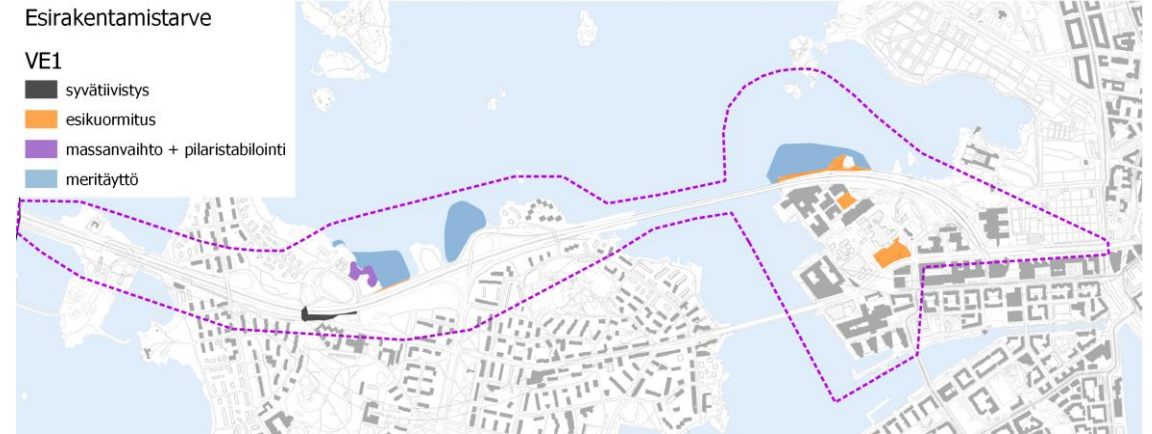 Esirakentamistarve
VE1
syvätiivistys
esikuormitus
massanvaihto + pilaristabilointi
meritäyttö